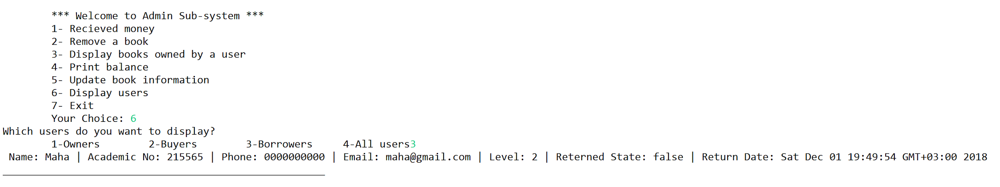 *** Welcome to Admin Sub-system ***
1- Recieved money
2- Remove a book
3- Display books owned by a user
4- Print balance
5- Update book information
6- Display users
7- Exit
Your Choice: 6
Which users do you want to display?
1-Owners 2-Buyers 3-Borrowers 4-All users3
Name: Maha | Academic No: 215565 | Phone: 0000000000 | Email: maha@gmail.com | Level: 2 | Reterned State: false | Return Date: Sat Dec 01 19:49:54 GMT+03:00 2018
_____________________________________________________